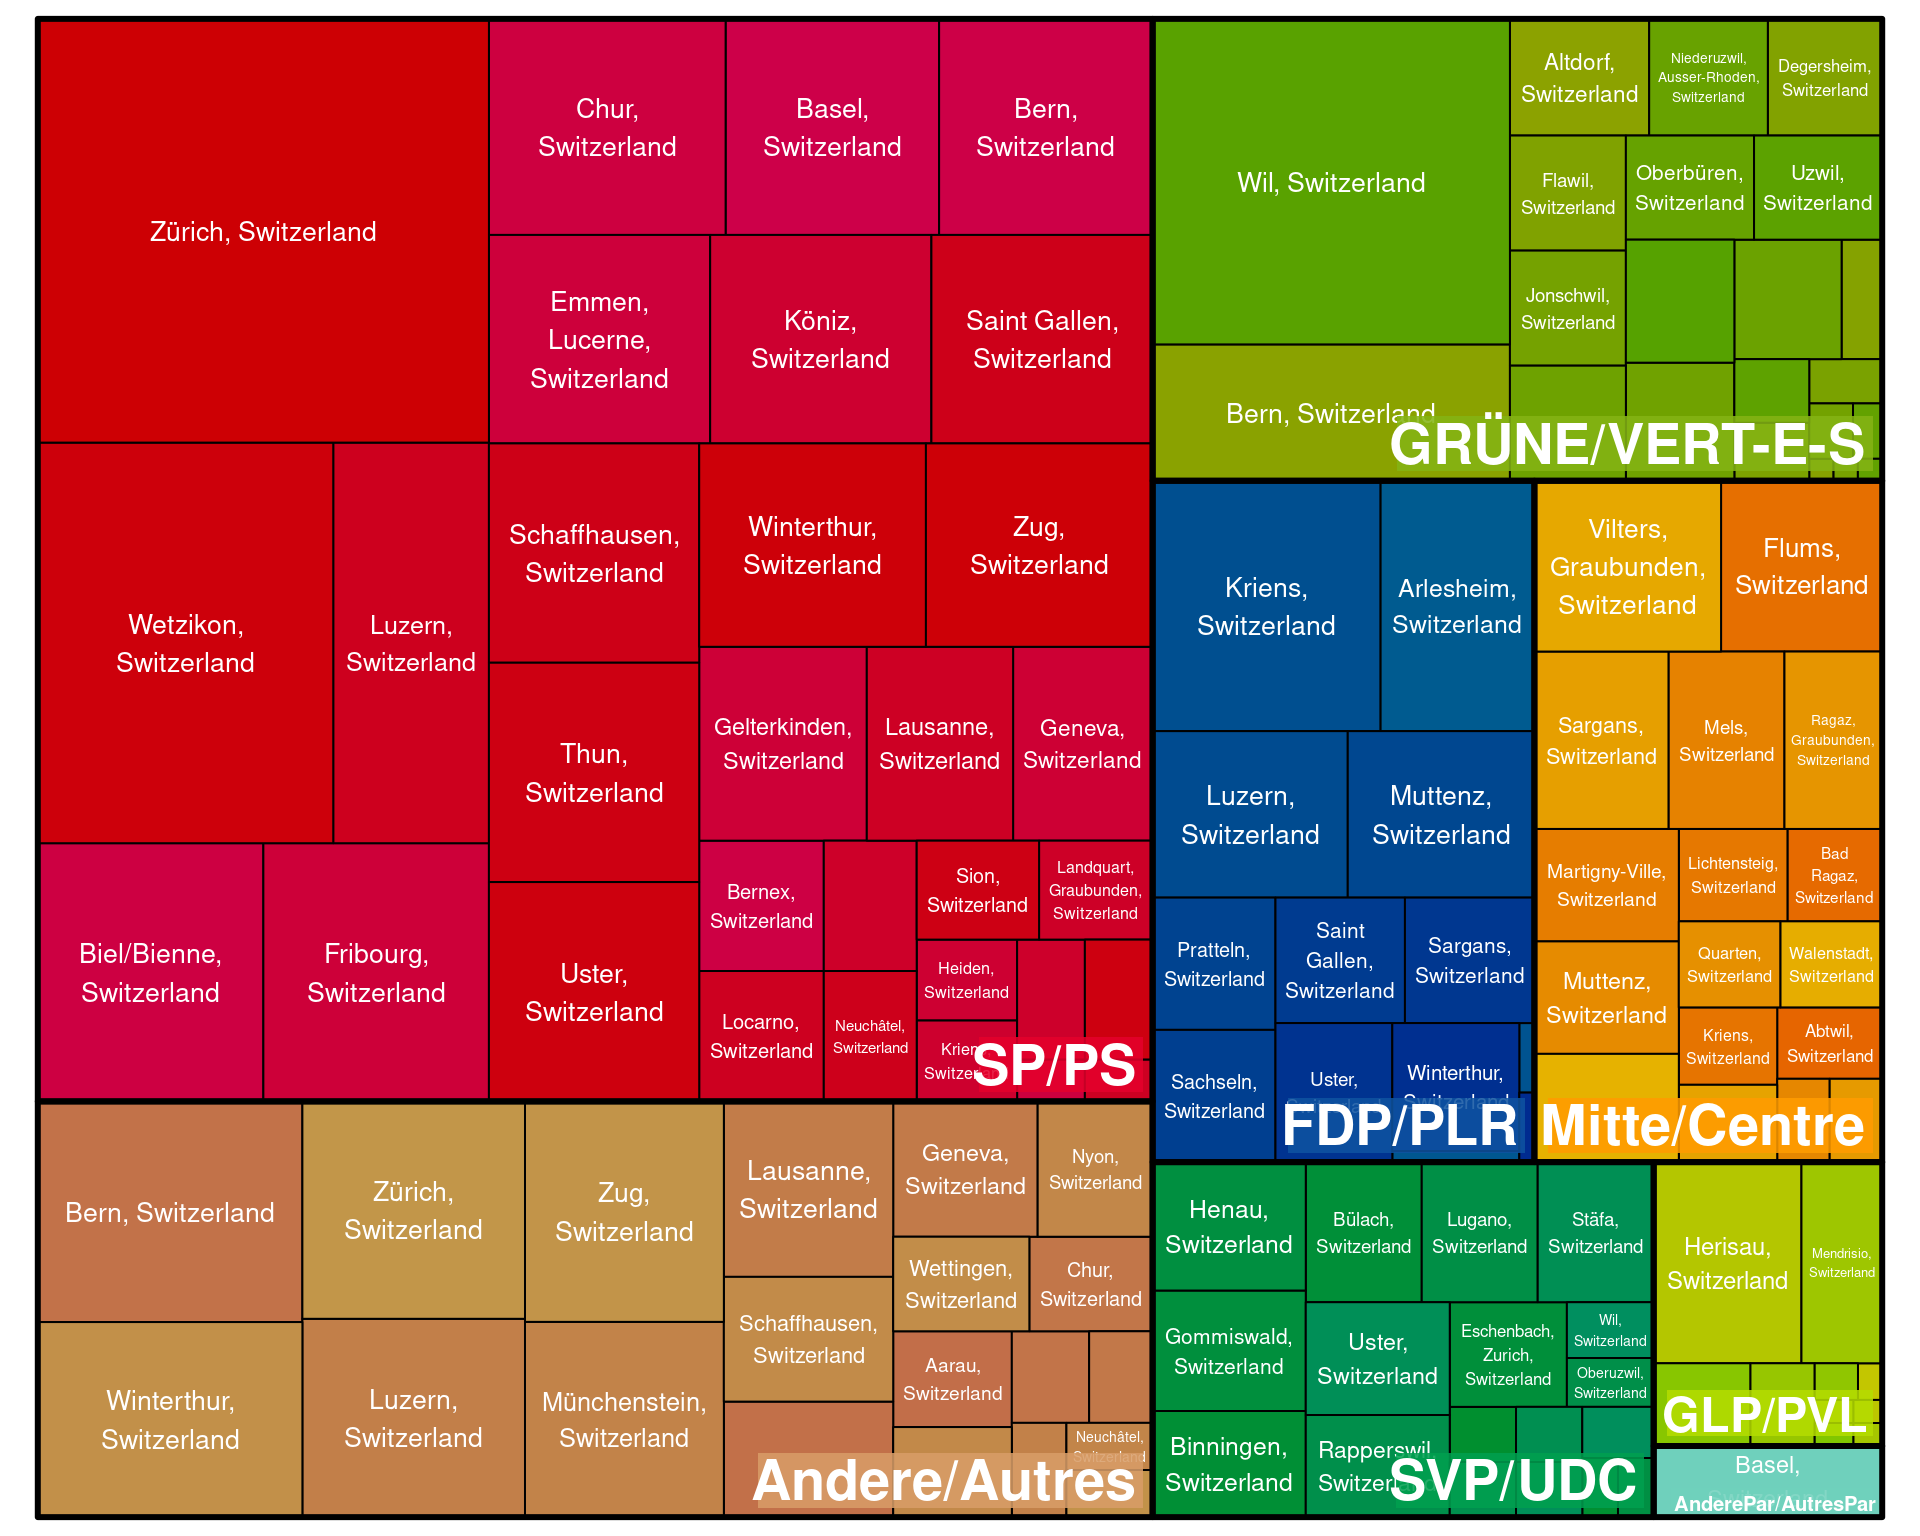 Zürich, Switzerland
Chur,
Switzerland
Basel,
Switzerland
Bern,
Switzerland
Emmen,
Lucerne,
Switzerland
Köniz,
Switzerland
Saint Gallen,
Switzerland
Wetzikon,
Switzerland
Luzern,
Switzerland
Schaffhausen,
Switzerland
Winterthur,
Switzerland
Zug,
Switzerland
Thun,
Switzerland
Gelterkinden,
Switzerland
Lausanne,
Switzerland
Geneva,
Switzerland
Biel/Bienne,
Switzerland
Fribourg,
Switzerland
Uster,
Switzerland
Bernex,
Switzerland
Sion,
Switzerland
Landquart,
Graubunden,
Switzerland
Locarno,
Switzerland
Neuchâtel,
Switzerland
Heiden,
Switzerland
Kriens,
Switzerland
SP/PS
Wil, Switzerland
Altdorf,
Switzerland
Niederuzwil,
Ausser-Rhoden,
Switzerland
Degersheim,
Switzerland
Flawil,
Switzerland
Oberbüren,
Switzerland
Uzwil,
Switzerland
Jonschwil,
Switzerland
Bern, Switzerland
GRÜNE/VERT-E-S
Kriens,
Switzerland
Arlesheim,
Switzerland
Luzern,
Switzerland
Muttenz,
Switzerland
Pratteln,
Switzerland
Saint
Gallen,
Switzerland
Sargans,
Switzerland
Sachseln,
Switzerland
Uster,
Switzerland
Winterthur,
Switzerland
FDP/PLR
Vilters,
Graubunden,
Switzerland
Flums,
Switzerland
Sargans,
Switzerland
Mels,
Switzerland
Ragaz,
Graubunden,
Switzerland
Martigny-Ville,
Switzerland
Lichtensteig,
Switzerland
Bad
Ragaz,
Switzerland
Muttenz,
Switzerland
Quarten,
Switzerland
Walenstadt,
Switzerland
Kriens,
Switzerland
Abtwil,
Switzerland
Mitte/Centre
Bern, Switzerland
Zürich,
Switzerland
Zug,
Switzerland
Lausanne,
Switzerland
Geneva,
Switzerland
Nyon,
Switzerland
Wettingen,
Switzerland
Chur,
Switzerland
Schaffhausen,
Switzerland
Aarau,
Switzerland
Winterthur,
Switzerland
Luzern,
Switzerland
Münchenstein,
Switzerland
Neuchâtel,
Switzerland
Andere/Autres
Henau,
Switzerland
Bülach,
Switzerland
Lugano,
Switzerland
Stäfa,
Switzerland
Gommiswald,
Switzerland
Uster,
Switzerland
Eschenbach,
Zurich,
Switzerland
Wil,
Switzerland
Oberuzwil,
Switzerland
Binningen,
Switzerland
Rapperswil,
Switzerland
SVP/UDC
Herisau,
Switzerland
Mendrisio,
Switzerland
GLP/PVL
Basel,
Switzerland
AnderePar/AutresPar